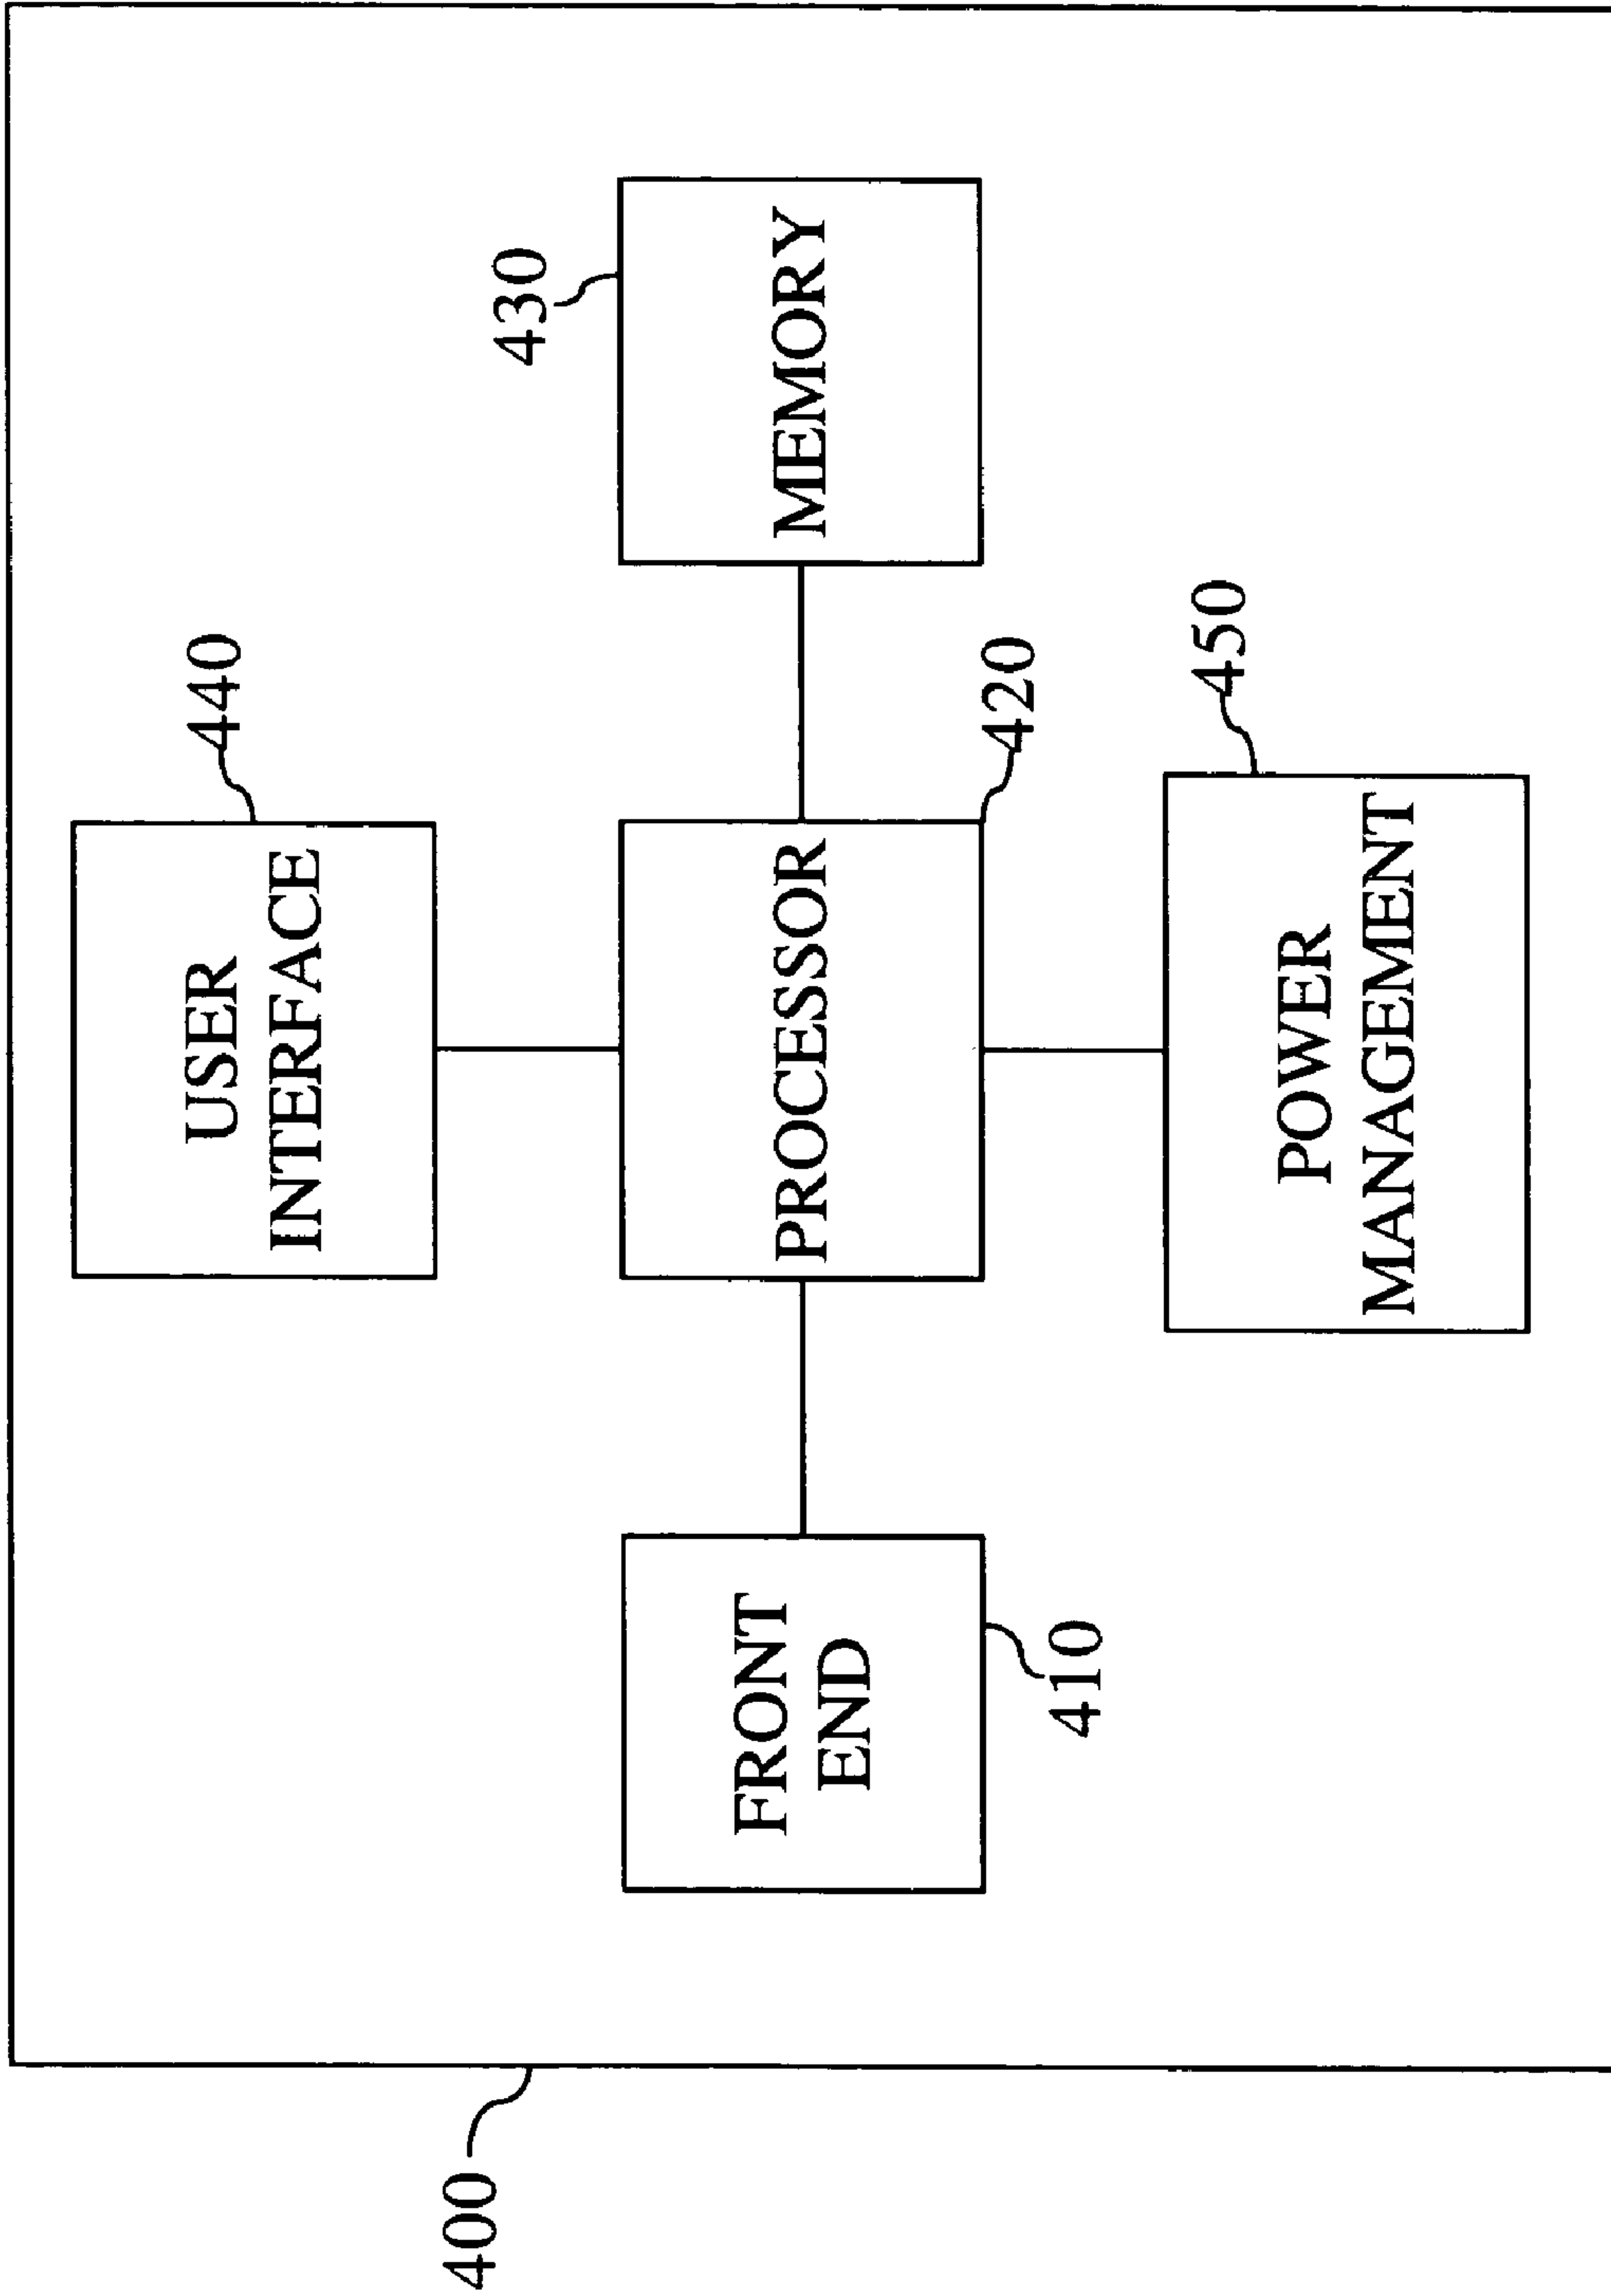 USER
INTERFACE
440
430
FRONT
END
PROCESSOR
MEMORY
410
420
POWER
MANAGEMENT
450
400